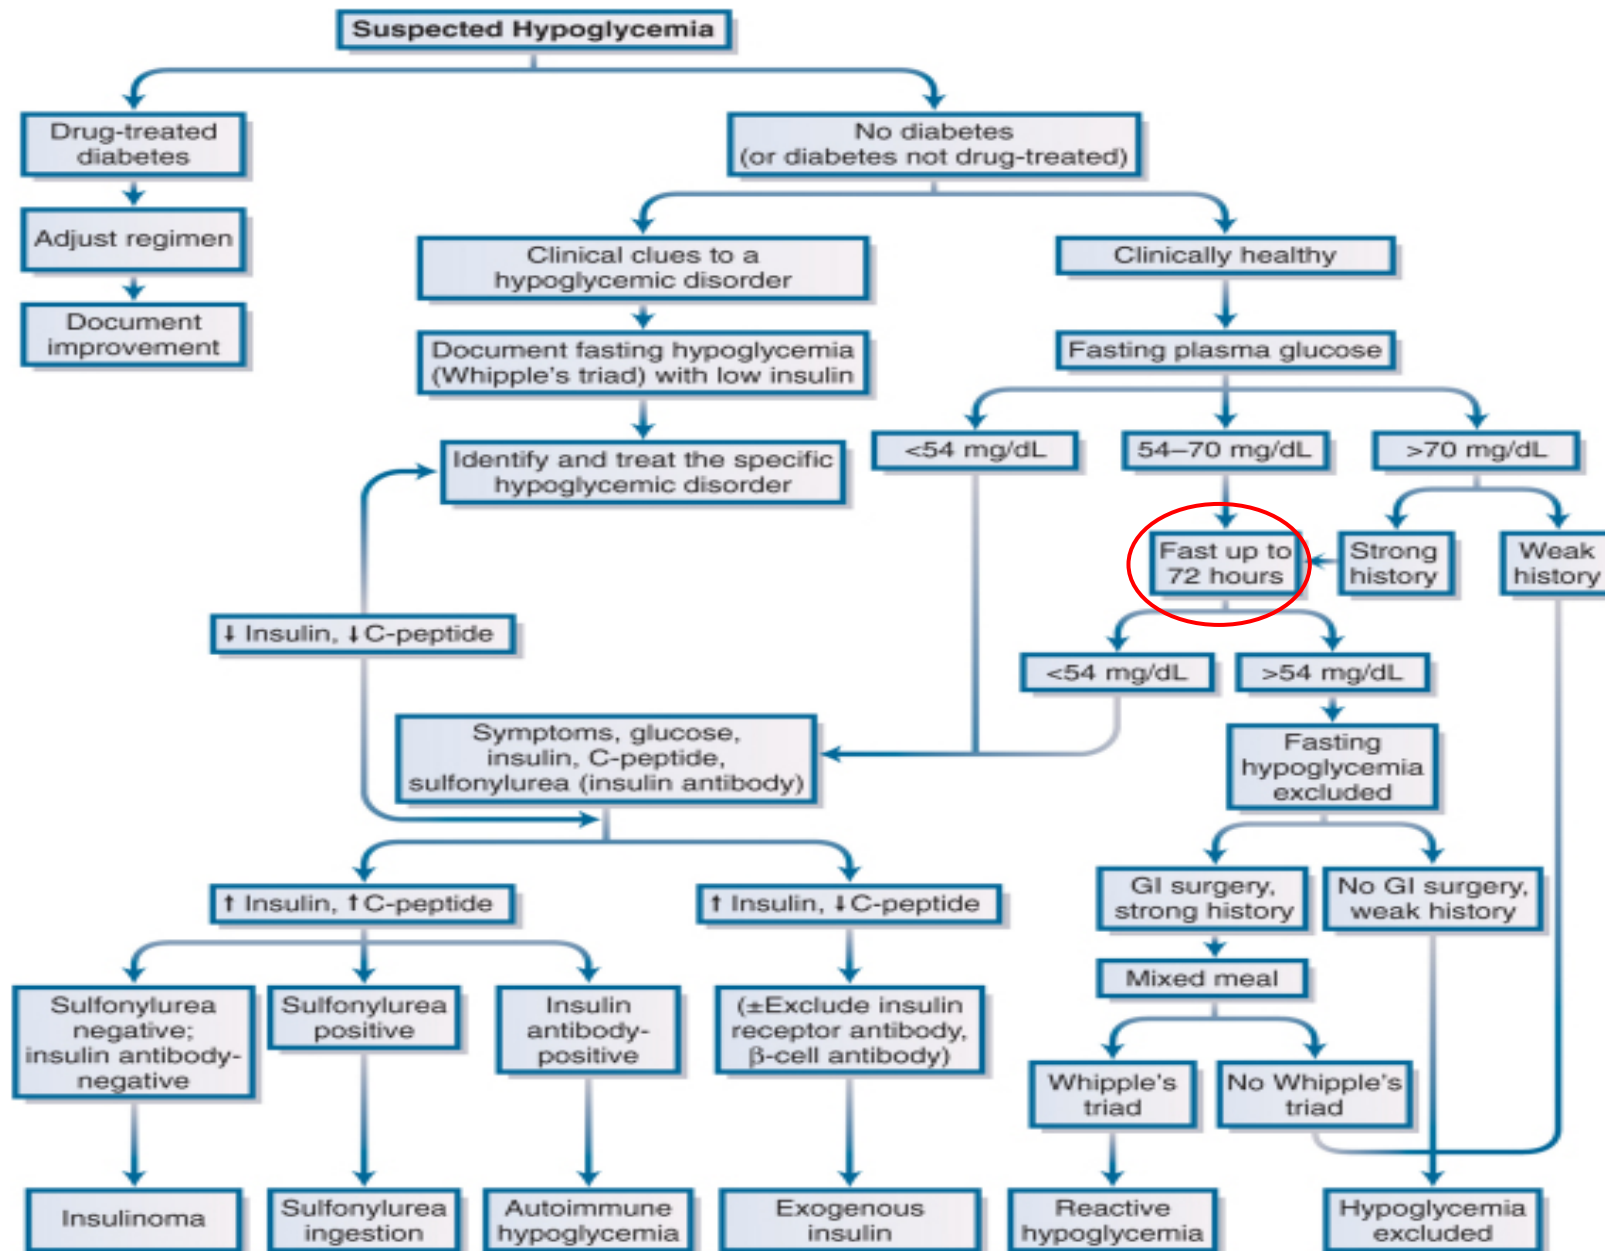 Suspected Hypoglycemia
Drug-treated
diabetes
No diabetes
(or diabetes not drug-treated)
Adjust regimen
Clinical clues to a
hypoglycemic disorder
Clinically healthy
Document
improvement
Document fasting hypoglycemia
(Whipple's triad) with low insulin
Fasting plasma glucose
Identify and treat the specific
hypoglycemic disorder
<54 mg/dL
54–70 mg/dL
>70 mg/dL
Fast up to
72 hours
Strong
history
Weak
history
↓ Insulin, ↓ C-peptide
<54 mg/dL
>54 mg/dL
Symptoms, glucose,
insulin, C-peptide,
sulfonylurea (insulin antibody)
Fasting
hypoglycemia
excluded
↑ Insulin, ↑ C-peptide
↑ Insulin, ↓ C-peptide
GI surgery,
strong history
No GI surgery,
weak history
Mixed meal
Sulfonylurea
negative;
insulin antibody-
negative
Sulfonylurea
positive
Insulin
antibody-
positive
(±Exclude insulin
receptor antibody,
β-cell antibody)
Whipple's
triad
No Whipple's
triad
Insulinoma
Sulfonylurea
ingestion
Autoimmune
hypoglycemia
Exogenous
insulin
Reactive
hypoglycemia
Hypoglycemia
excluded